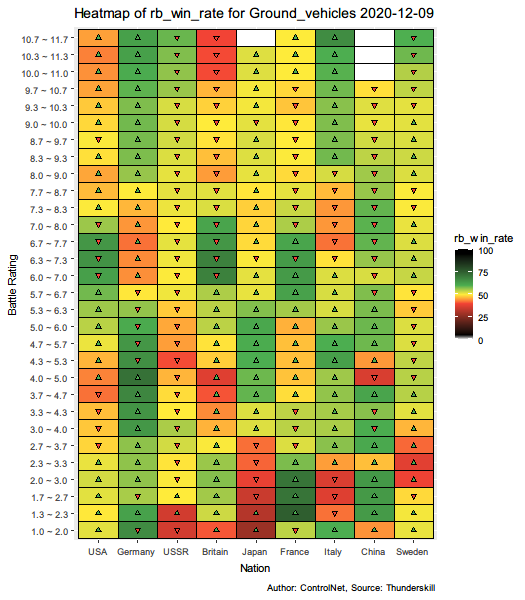 Heatmap of rb_win_rate for Ground_vehicles 2020-12-09
Battle Rating
10.7 ~ 11.7
10.3 ~ 11.3
10.0 ~ 11.0
9.7 ~ 10.7
9.3 ~ 10.3
9.0 ~ 10.0
8.7 ~ 9.7
8.3 ~ 9.3
8.0 ~ 9.0
7.7 ~ 8.7
7.3 ~ 8.3
7.0 ~ 8.0
6.7 ~ 7.7
6.3 ~ 7.3
6.0 ~ 7.0
5.7 ~ 6.7
5.3 ~ 6.3
5.0 ~ 6.0
4.7 ~ 5.7
4.3 ~ 5.3
4.0 ~ 5.0
3.7 ~ 4.7
3.3 ~ 4.3
3.0 ~ 4.0
2.7 ~ 3.7
2.3 ~ 3.3
2.0 ~ 3.0
1.7 ~ 2.7
1.3 ~ 2.3
1.0 ~ 2.0
USA Germany USSR Britain Japan France Italy China Sweden
Nation
rb_win_rate
100
75
50
25
0
Author: ControlNet, Source: Thunderskill